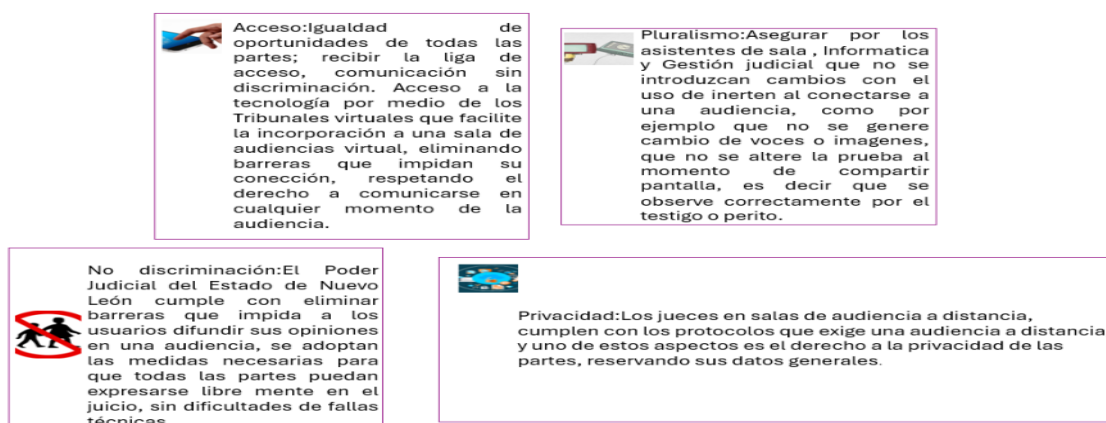 Acceso:Igualdad de
oportunidades de todas las
partes; recibir la liga de
acceso, comunicación sin
discriminación. Acceso a la
tecnología por medio de los
Tribunales virtuales que facilite
la incorporación a una sala de
audiencias virtual, eliminando
barreras que impidan su
conección, respetando el
derecho a comunicarse en
cualquier momento de la
audiencia.
Pluralismo:Asegurar por los
asistentes de sala , Informatica
y Gestión judicial que no se
introduzcan cambios con el
uso de inerten al conectarse a
una audiencia, como por
ejemplo que no se genere
cambio de voces o imagenes,
que no se altere la prueba al
momento de compartir
pantalla, es decir que se
observe correctamente por el
testigo o perito.
No discriminación:El Poder
Judicial del Estado de Nuevo
León cumple con eliminar
barreras que impida a los
usuarios difundir sus opiniones
en una audiencia, se adoptan
las medidas necesarias para
que todas las partes puedan
expresarse libre mente en el
juicio, sin dificultades de fallas
técnicas
Privacidad:Los jueces en salas de audiencia a distancia,
cumplen con los protocolos que exige una audiencia a distancia
y uno de estos aspectos es el derecho a la privacidad de las
partes, reservando sus datos generales.